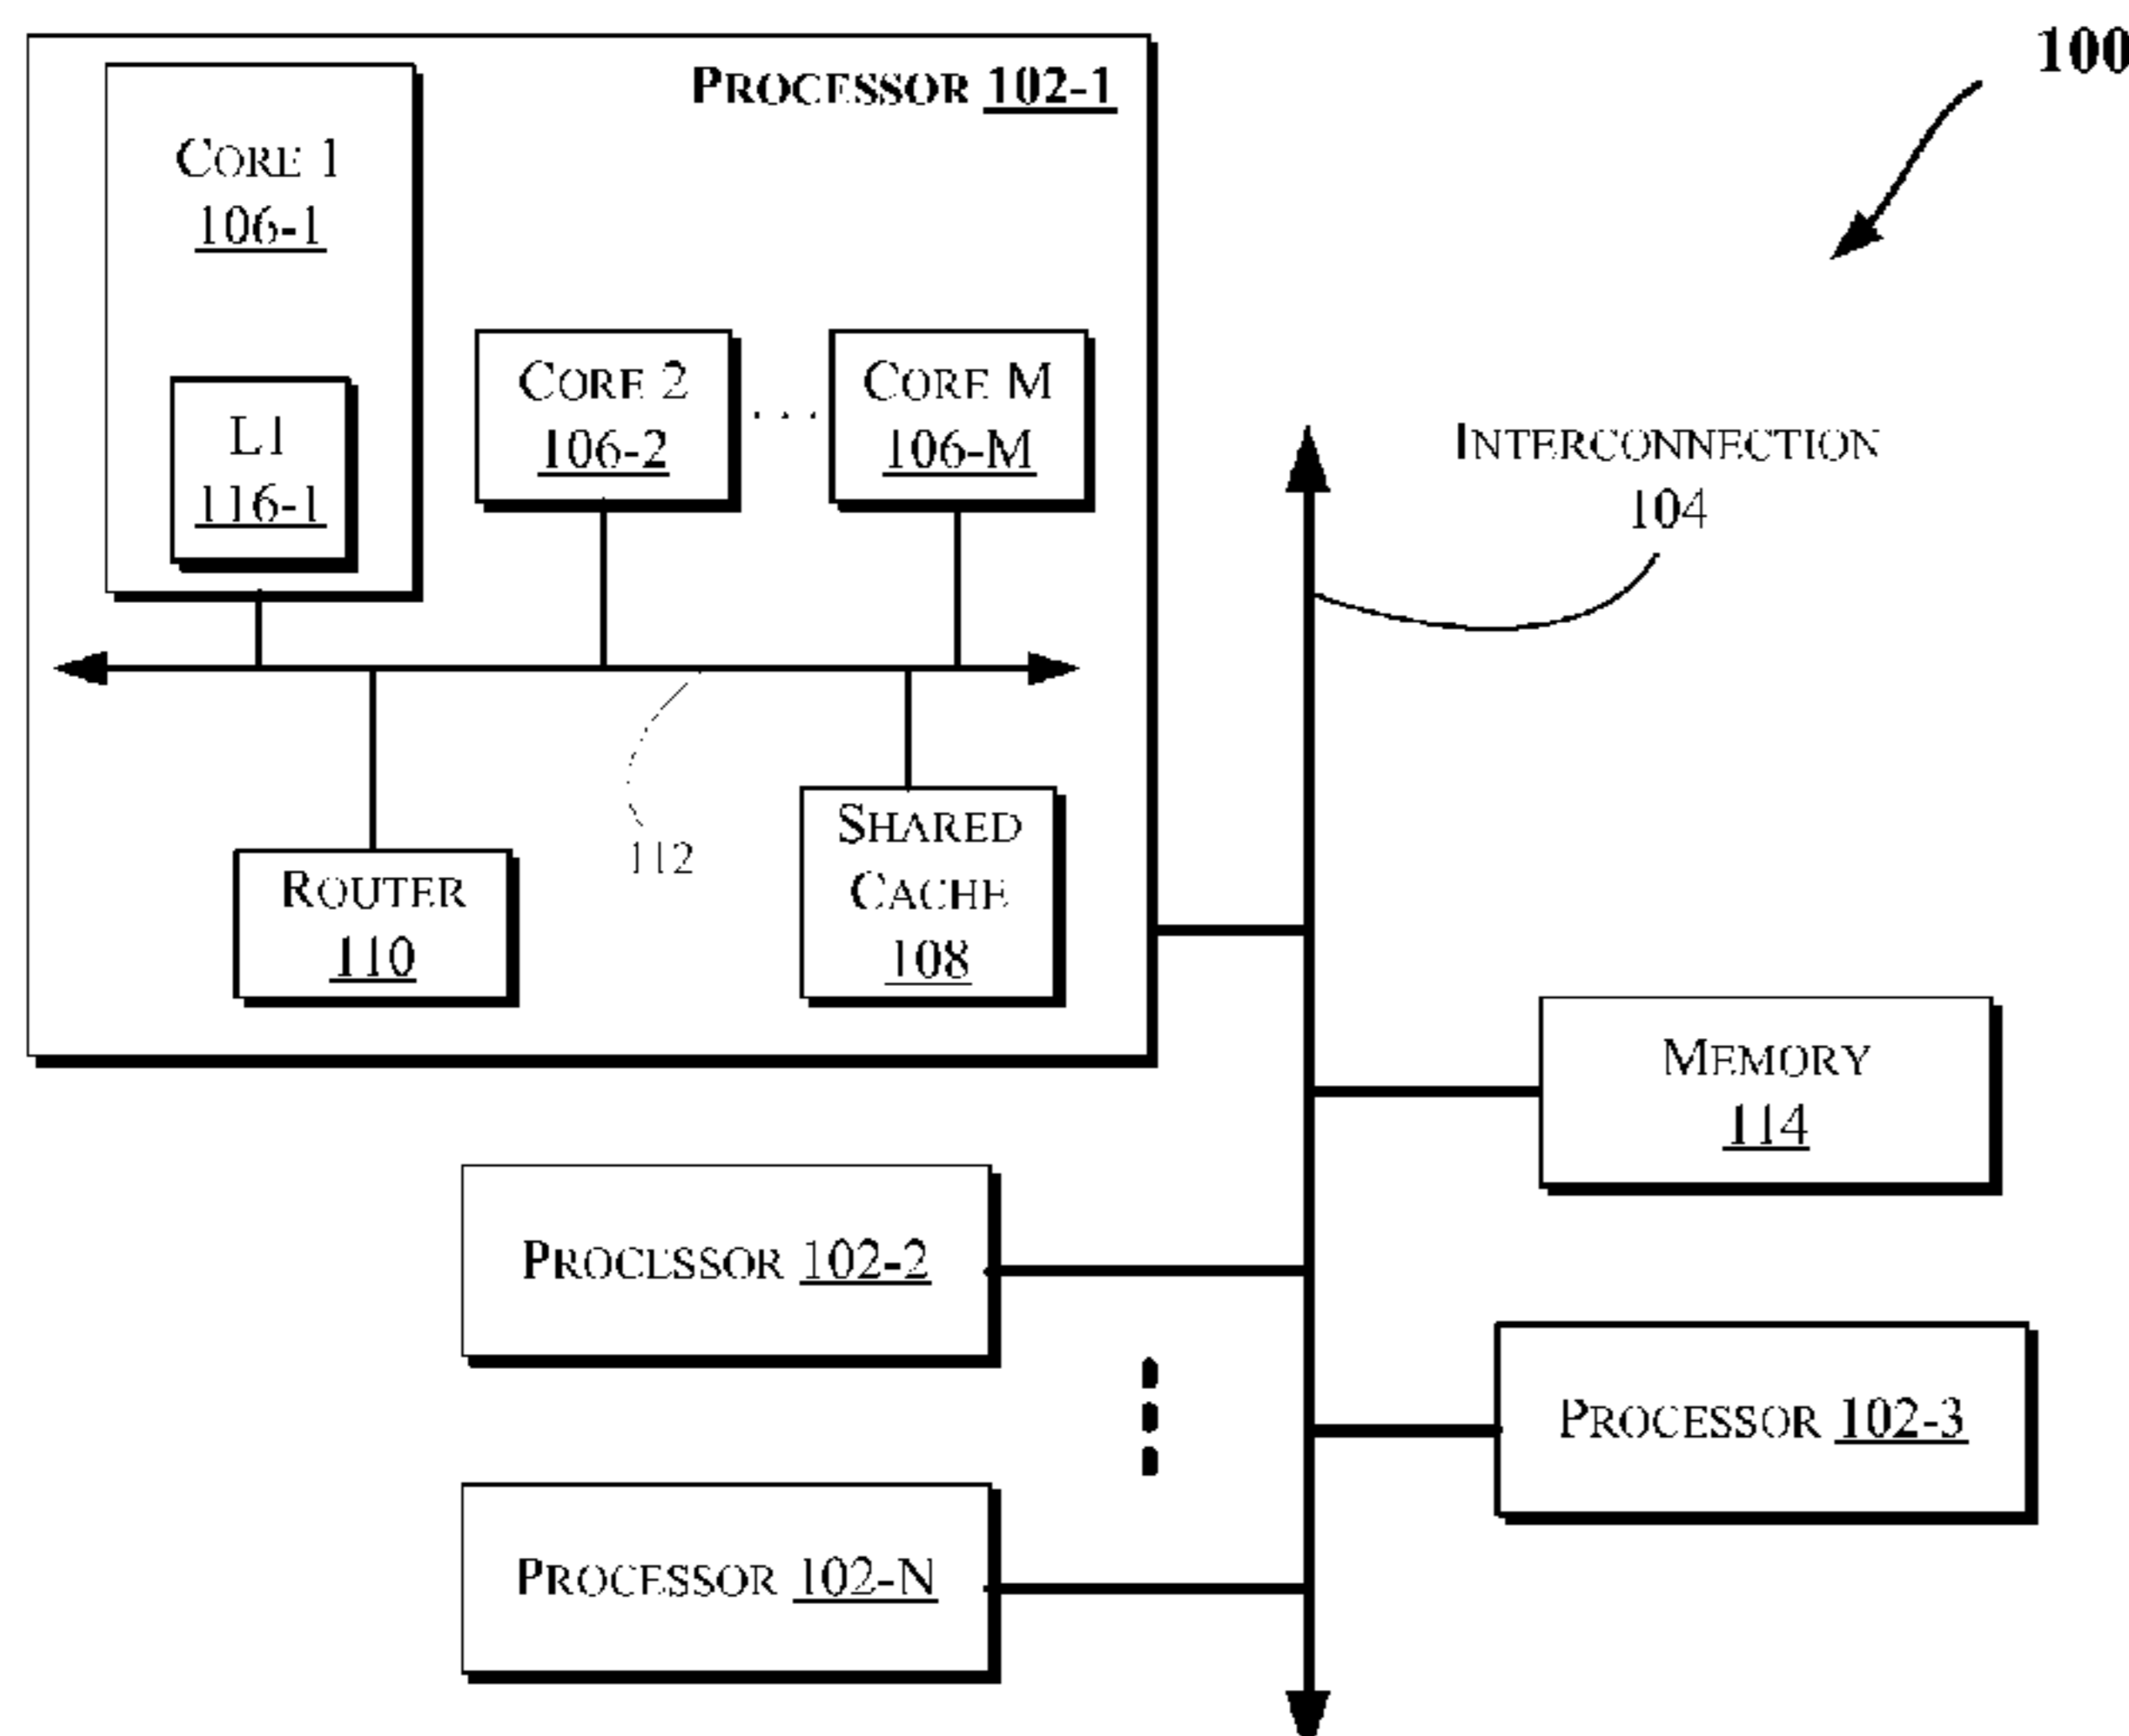 100
PROCESSOR 102-1
CORE 1
106-1
L1
116-1
CORE 2
106-2
...
CORE M
106-M
INTERCONNECTION
104
112
ROUTER
110
SHARED
CACHE
108
MEMORY
114
PROCESSOR 102-2
PROCESSOR 102-3
PROCESSOR 102-N